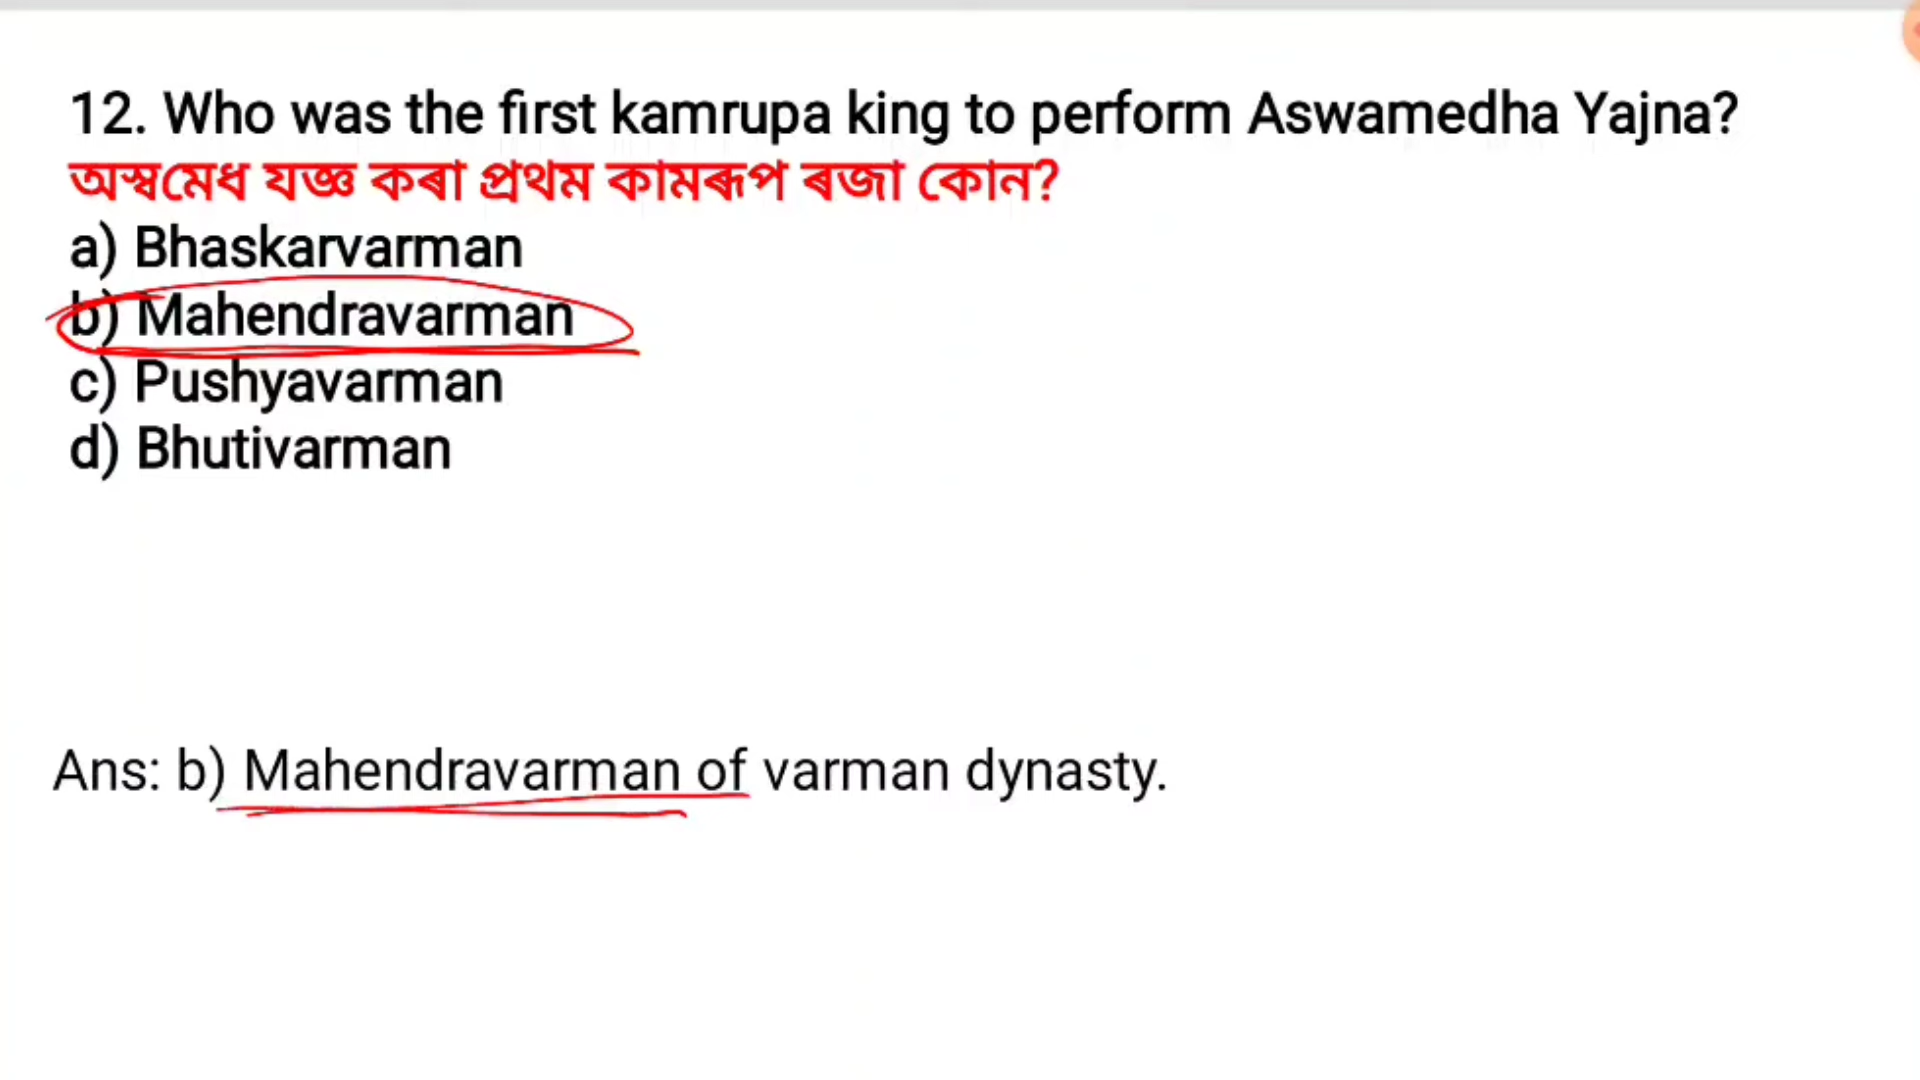 12. Who was the first kamrupa king to perform Aswamedha Yajna?
অস্বমেধ যজ্ঞ কৰা প্ৰথম কামৰূপ ৰজা কোন?
a) Bhaskarvarman
b) Mahendravarman
c) Pushyavarman
d) Bhutivarman
Ans: b) Mahendravarman of varman dynasty.